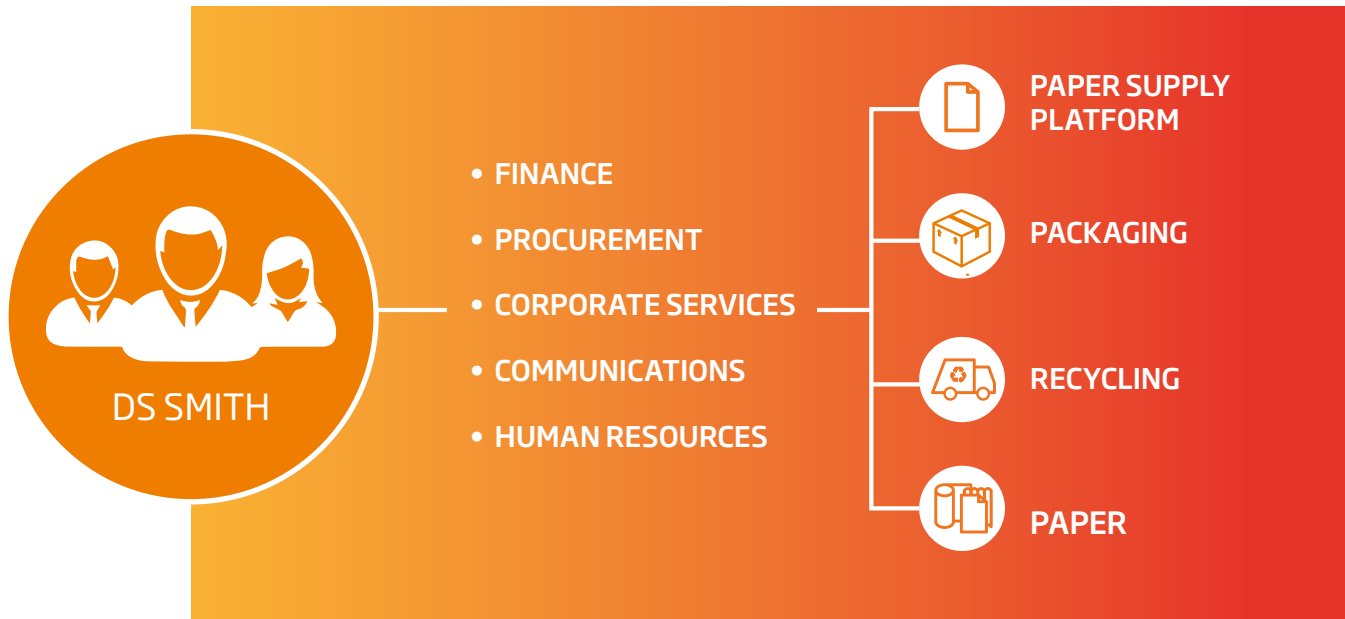 DS SMITH
• FINANCE
• PROCUREMENT
• CORPORATE SERVICES
• COMMUNICATIONS
• HUMAN RESOURCES
PAPER SUPPLY
PLATFORM
PACKAGING
RECYCLING
PAPER